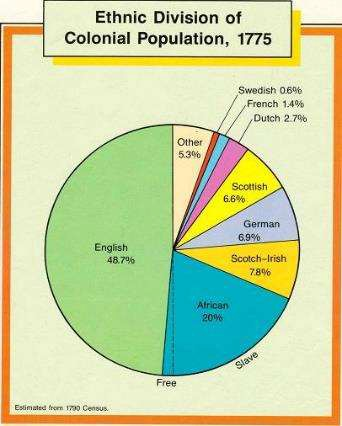 Ethnic Division of
Colonial Population, 1775
Swedish 0.6%
French 1.4%
Dutch 2.7%
Other
5.3%
Scottish
6.6%
German
6.9%
Scotch-Irish
7.8%
English
48.7%
African
20%
Slave
Free
Estimated from 1790 Census.